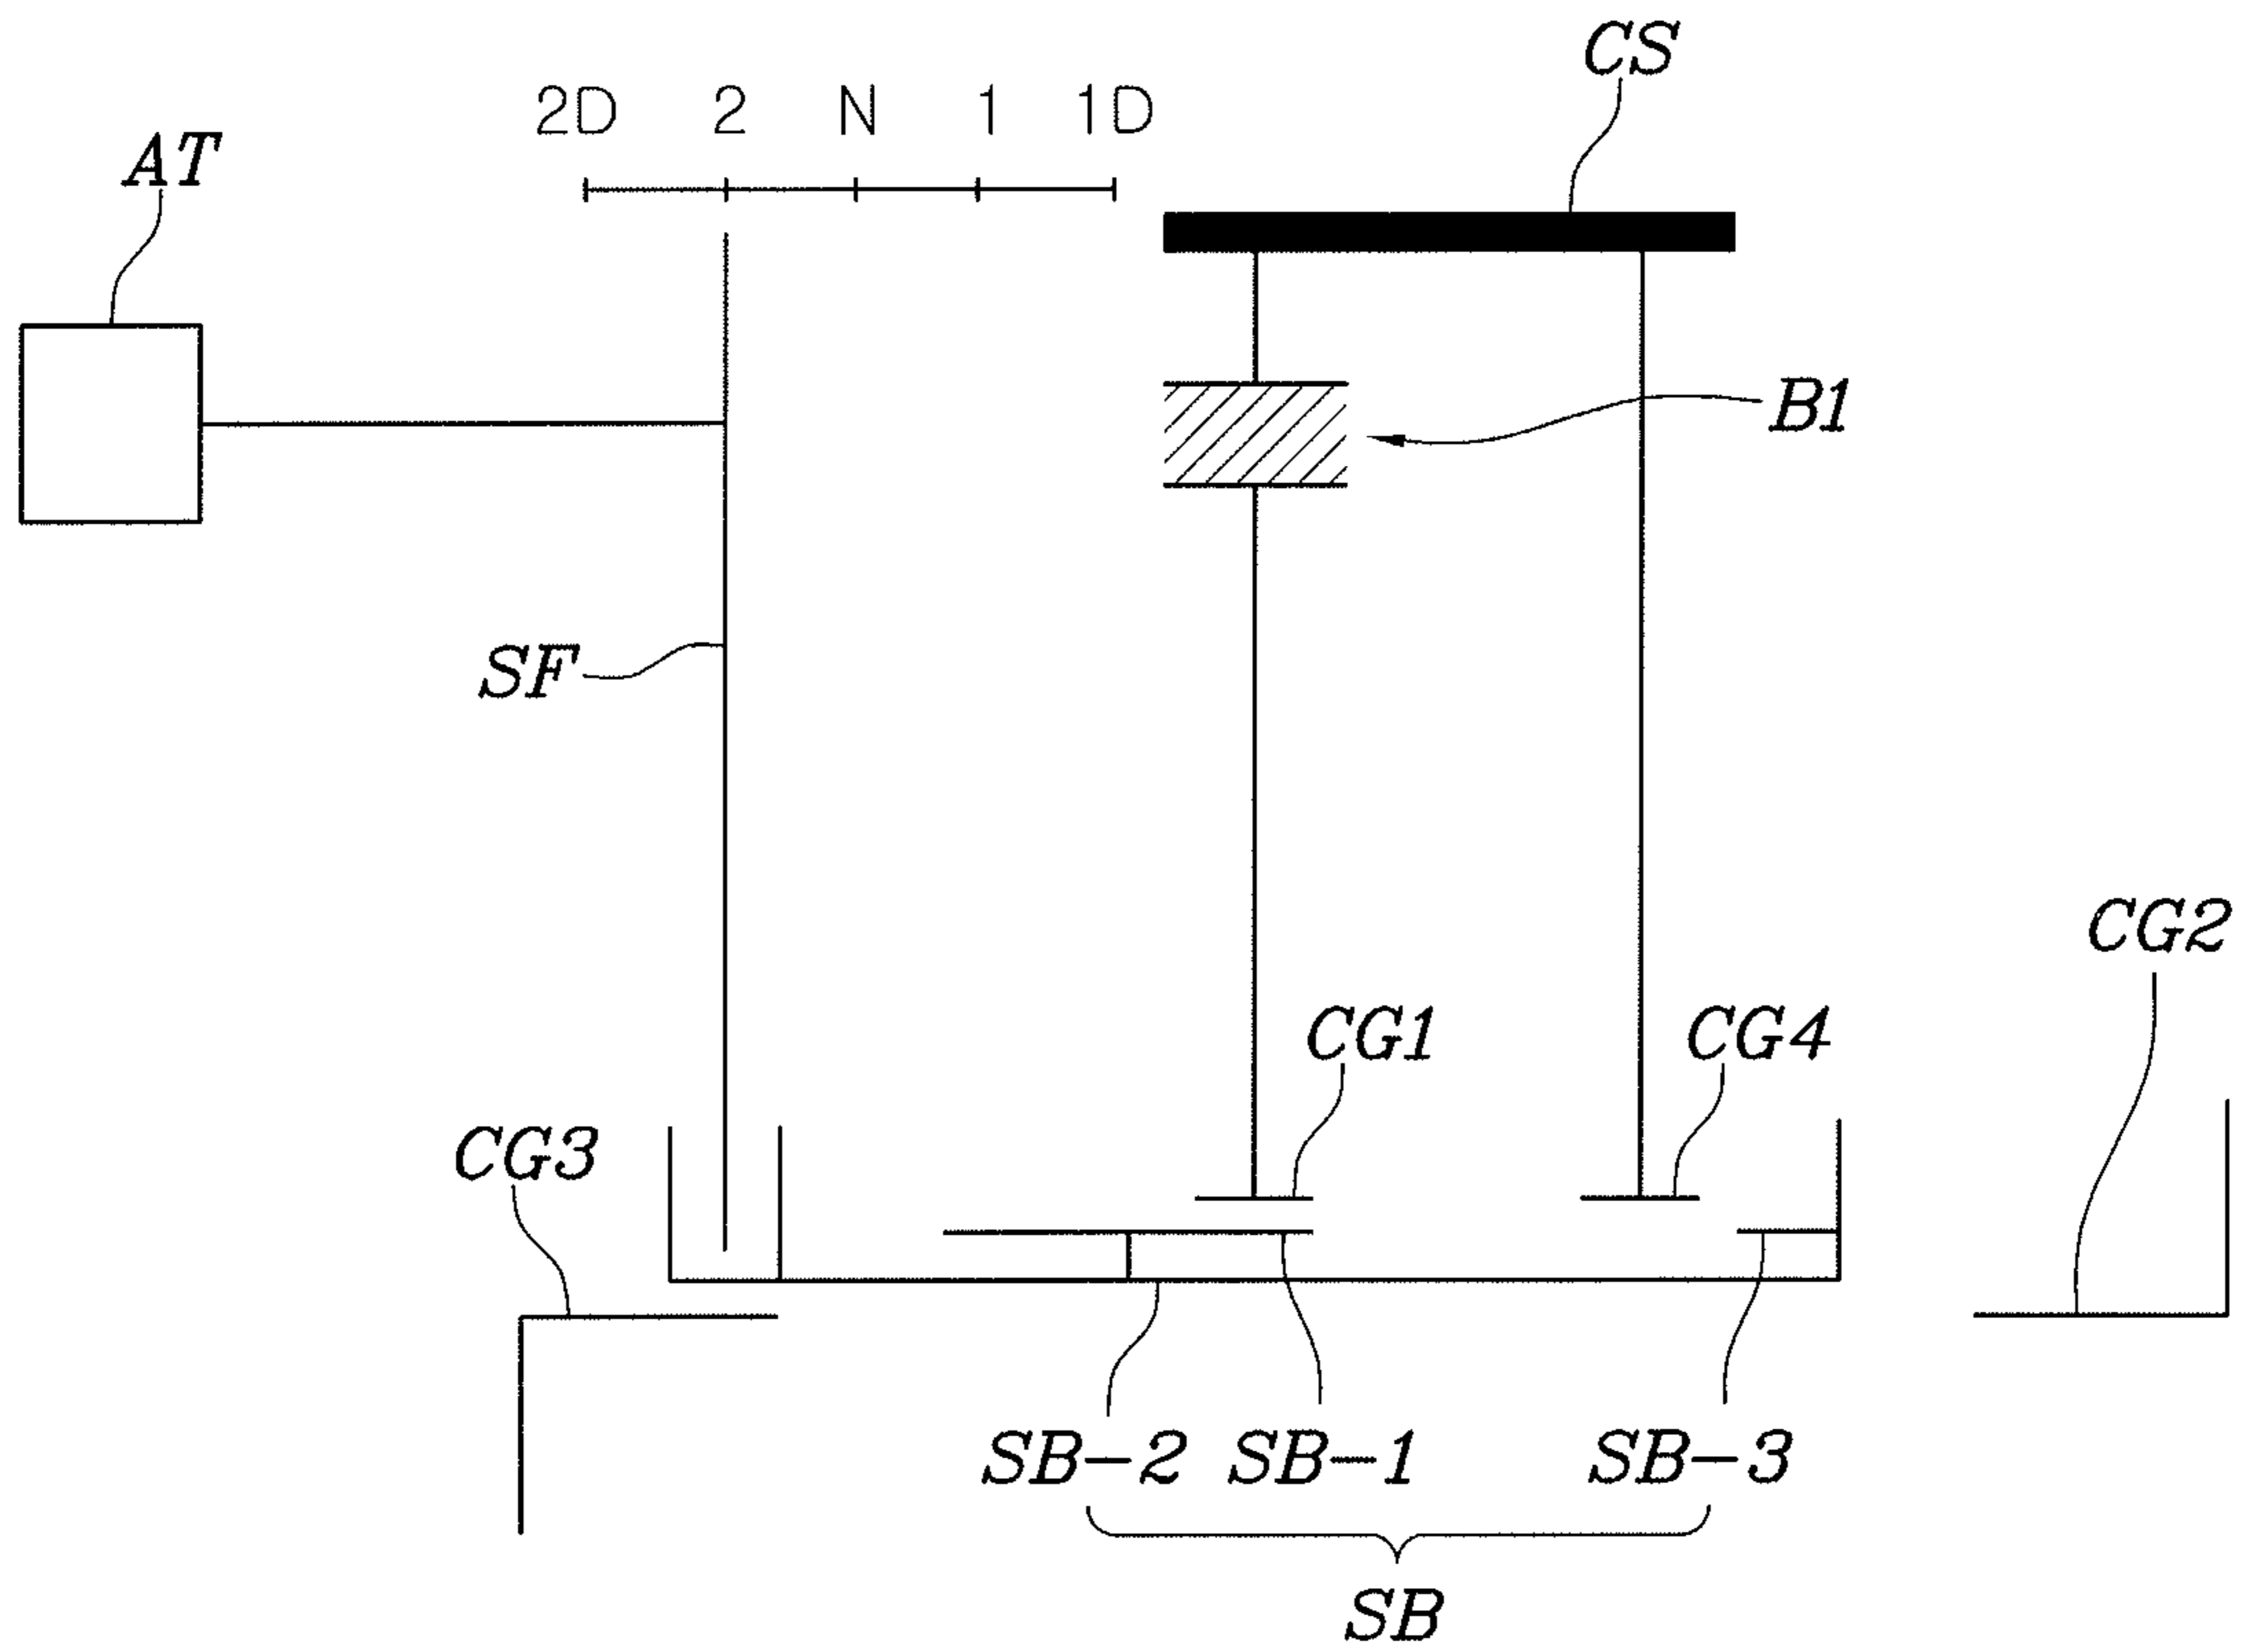 CS
2D 2 N 1 1D
AT
B1
SF
CG2
CG1 CG4
CG3
SB-2 SB-1 SB-3
SB